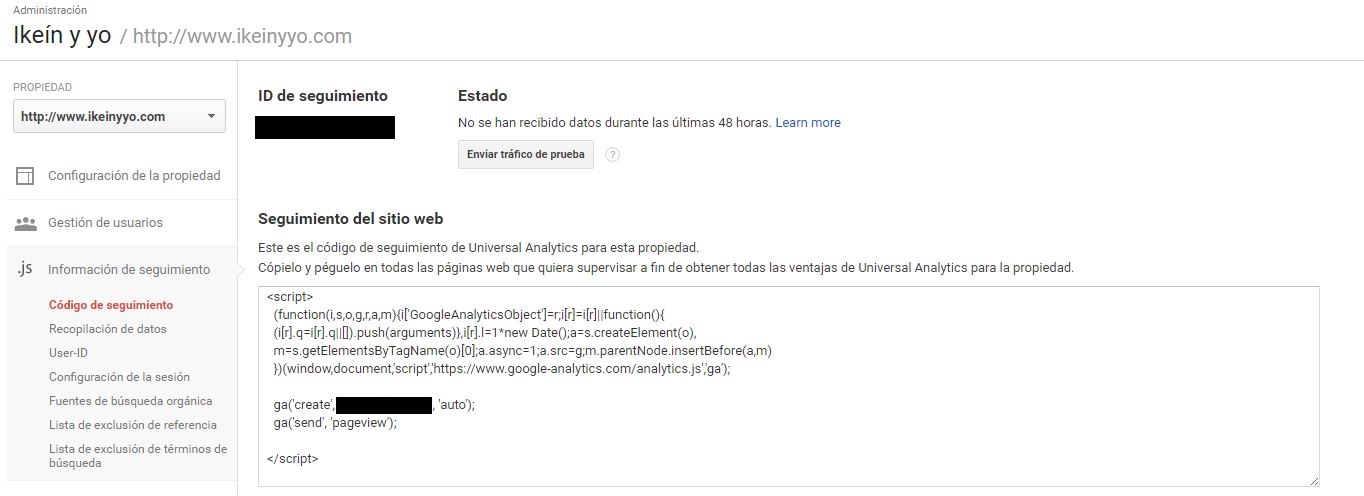 Administración
Ikeín y yo / http://www.ikeinyyo.com
PROPIEDAD
http://www.ikeinyyo.com
Configuración de la propiedad
Gestión de usuarios
.js Información de seguimiento
Código de seguimiento
Recopilación de datos
User-ID
Configuración de la sesión
Fuentes de búsqueda orgánica
Lista de exclusión de referencia
Lista de exclusión de términos de
búsqueda
ID de seguimiento
Estado
No se han recibido datos durante las últimas 48 horas. Learn more
Enviar tráfico de prueba ?
Seguimiento del sitio web
Este es el código de seguimiento de Universal Analytics para esta propiedad.
Cópielo y péguelo en todas las páginas web que quiera supervisar a fin de obtener todas las ventajas de Universal Analytics para la propiedad.
<script>
(function(i,s,o,g,r,a,m){i['GoogleAnalyticsObject']=r;i[r]=i[r]||function(){
(i[r].q=i[r].q||[]).push(arguments)},i[r].l=1*new Date();a=s.createElement(o),
m=s.getElementsByTagName(o)[0];a.async=1;a.src=g;m.parentNode.insertBefore(a,m)
})(window,document,'script','https://www.google-analytics.com/analytics.js','ga');
ga('create', , 'auto');
ga('send', 'pageview');
</script>